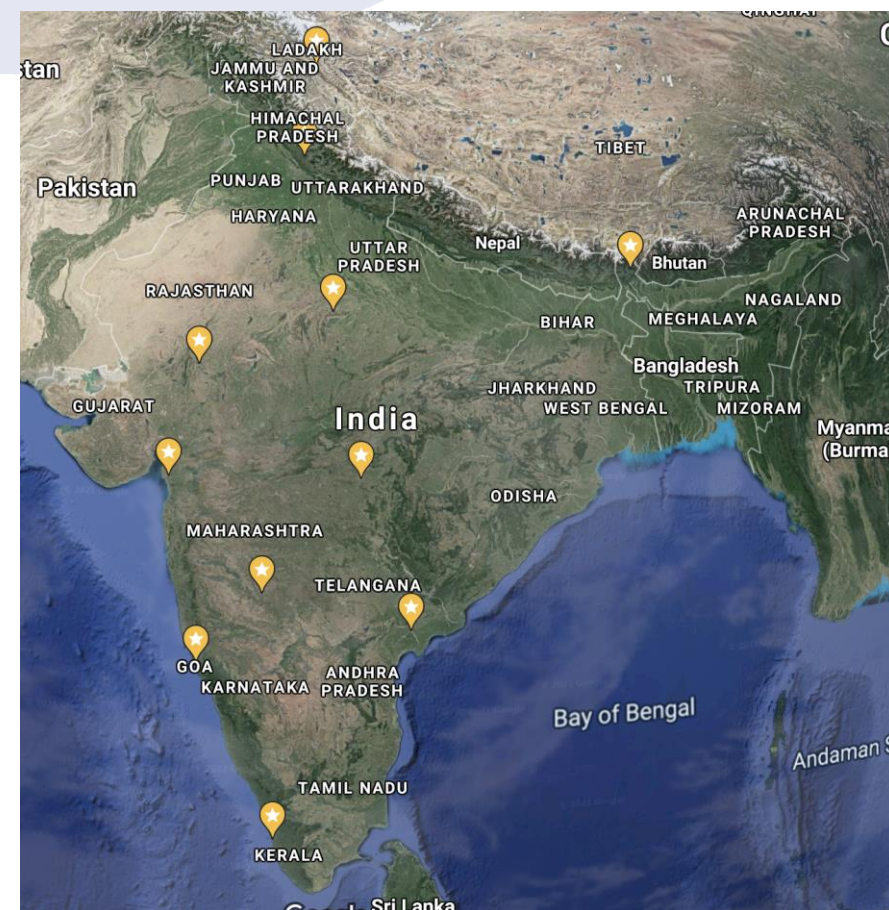 stan
LADAKH
JAMMU AND
KASHMIR
HIMACHAL
PRADESH
TIBET
Pakistan
PUNJAB
UTTARAKHAND
HARYANA
ARUNACHAL
PRADESH
Nepal
UTTAR
PRADESH
Bhutan
RAJASTHAN
NAGALAND
BIHAR
MEGHALAYA
Bangladesh
JHARKHAND
TRIPURA
GUJARAT
WEST BENGAL
MIZORAM
India
Myanma
(Burma
ODISHA
MAHARASHTRA
TELANGANA
GOA
KARNATAKA
ANDHRA
PRADESH
Bay of Bengal
Andaman S
TAMIL NADU
KERALA
Sri Lanka